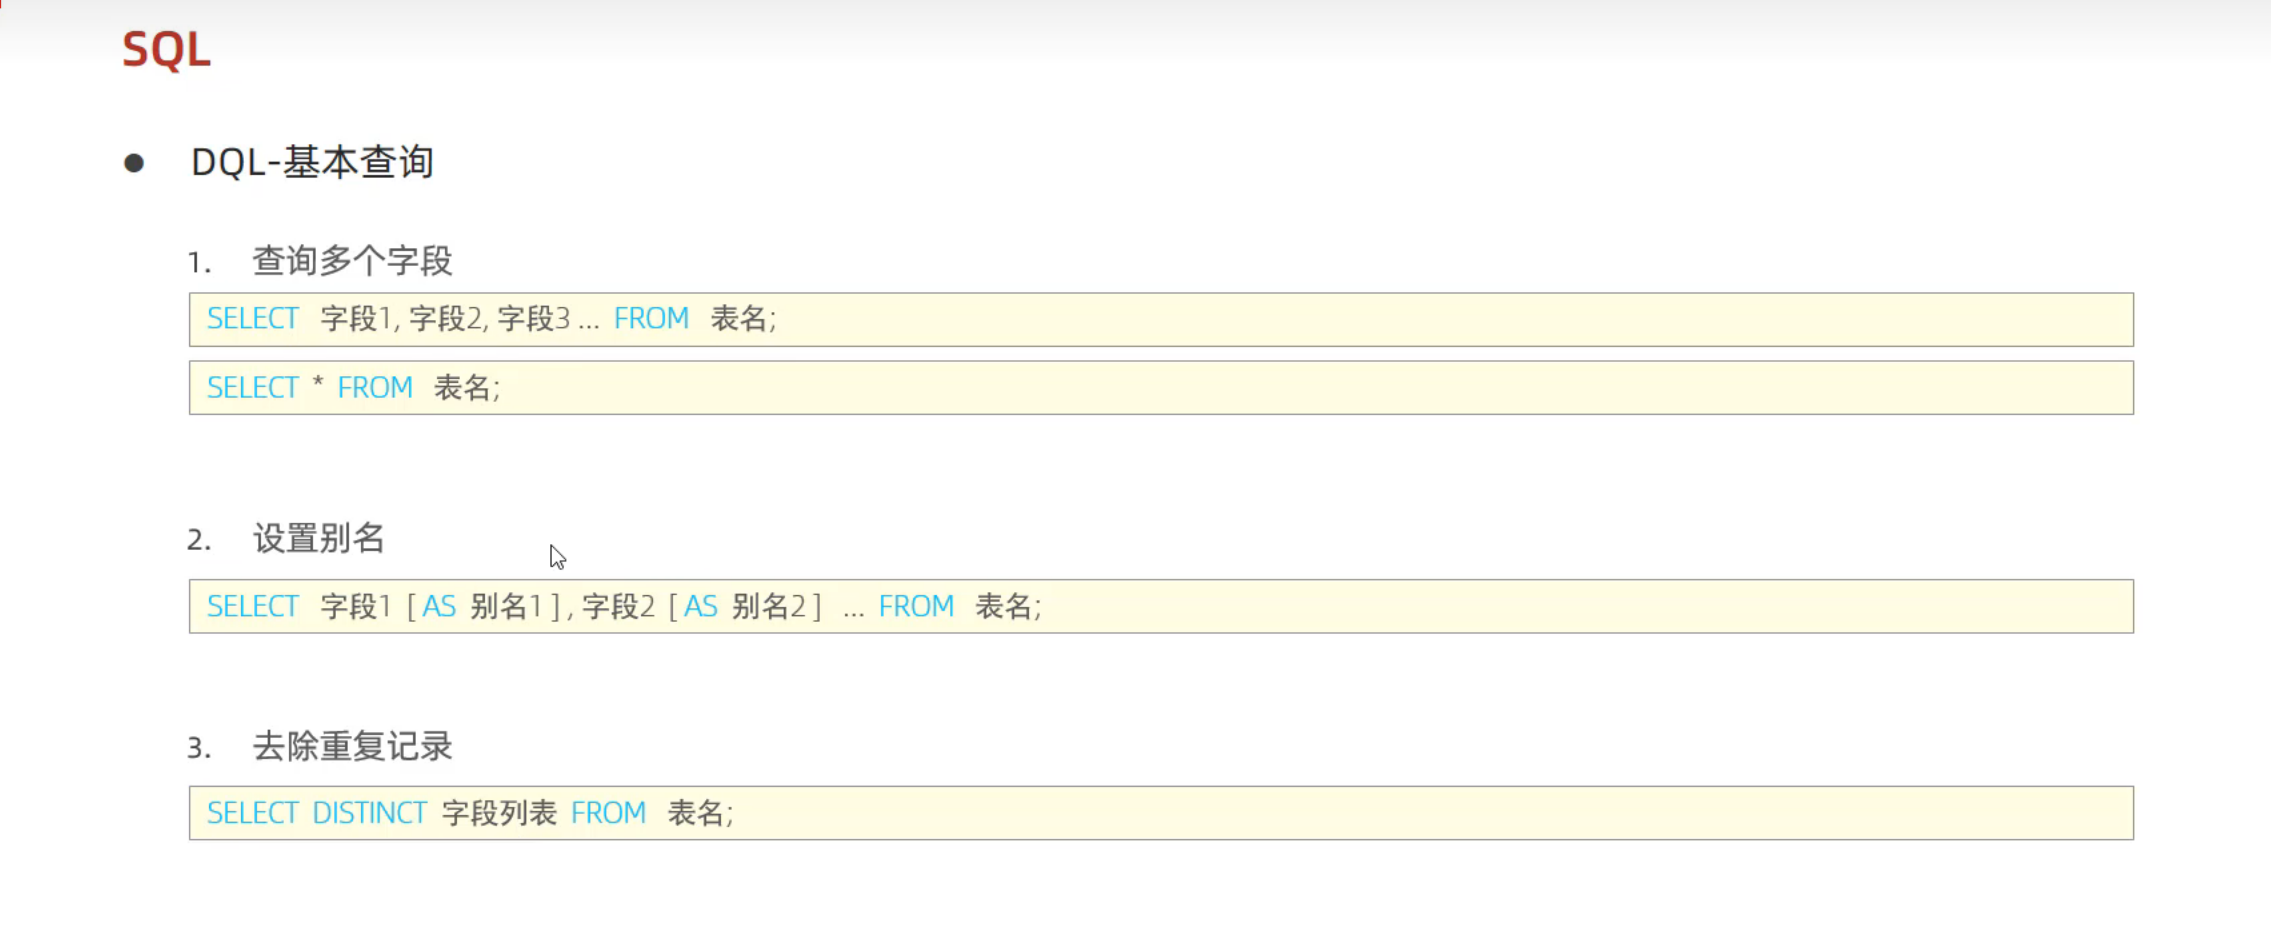 SQL
● DQL-基本查询
1. 查询多个字段
SELECT 字段1, 字段2, 字段3 ... FROM 表名;
SELECT * FROM 表名;
2. 设置别名
SELECT 字段1 [ AS 别名1 ] , 字段2 [ AS 别名2 ] ... FROM 表名;
3. 去除重复记录
SELECT DISTINCT 字段列表 FROM 表名;